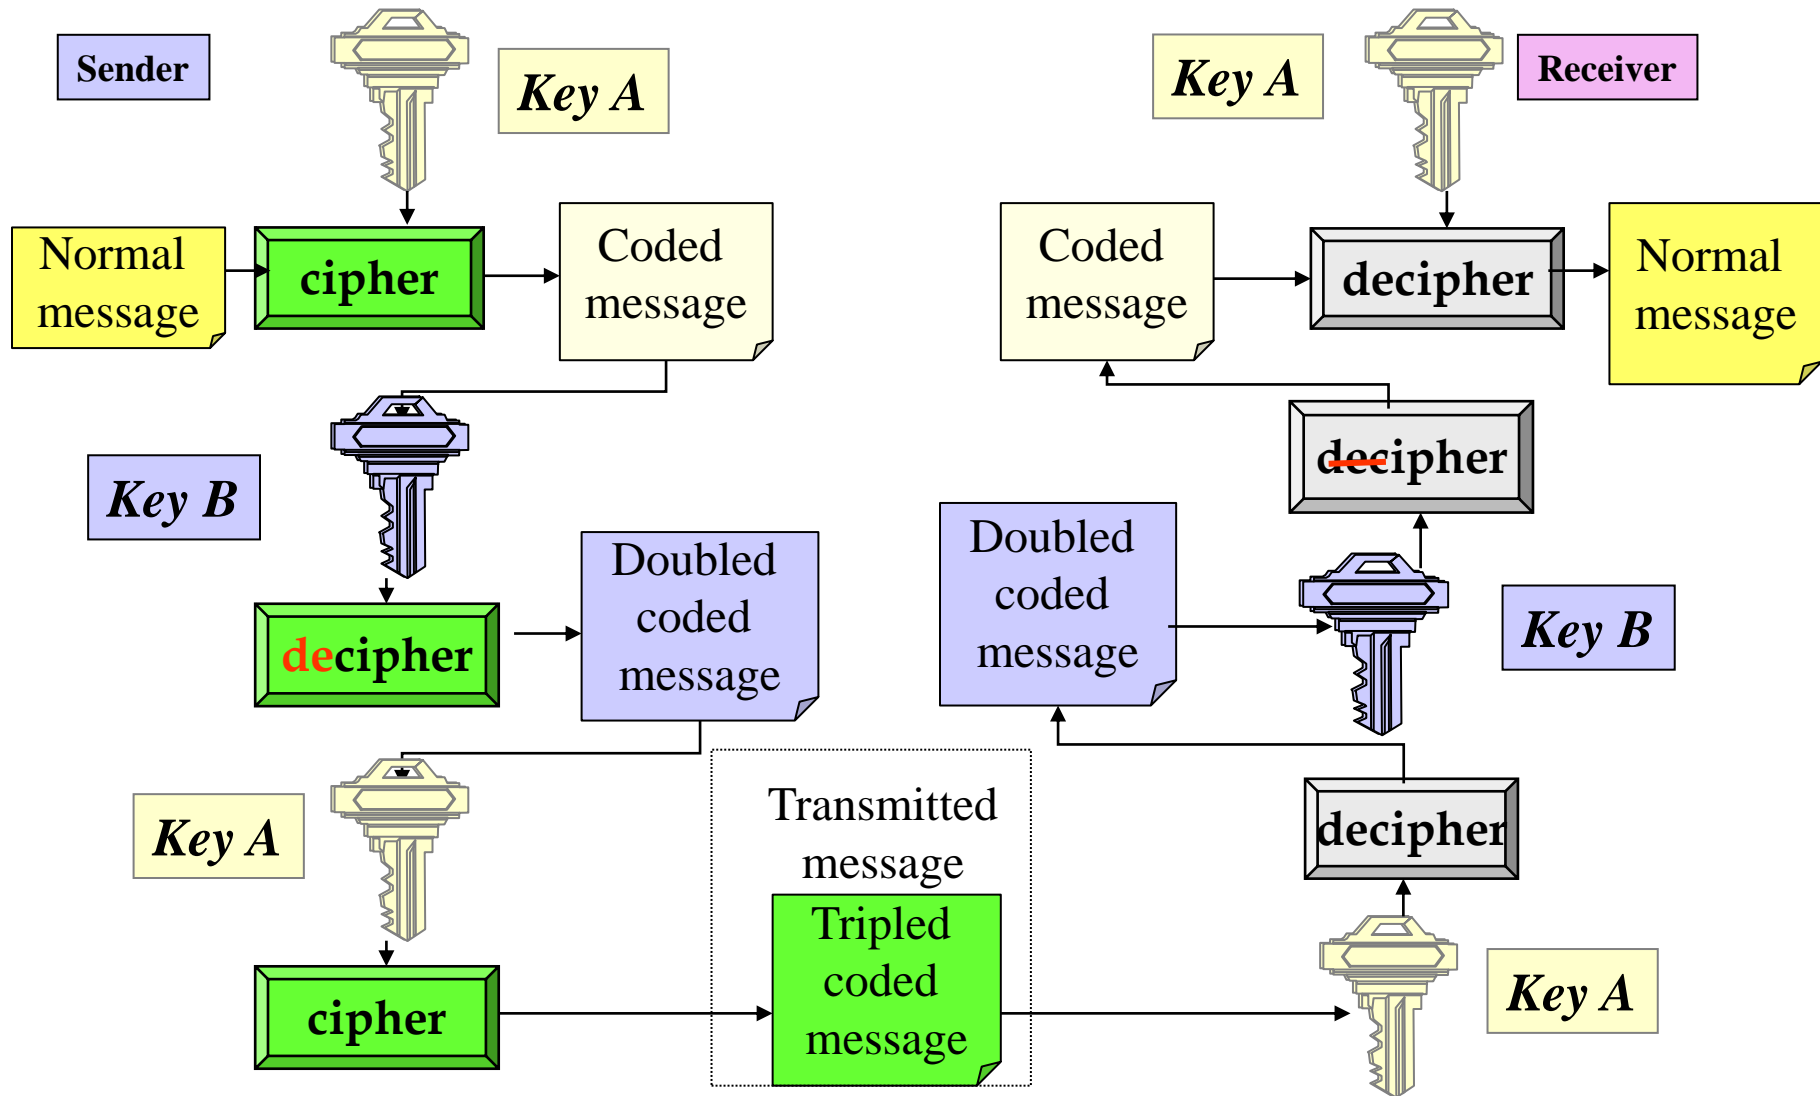 Sender
Key A
Normal
message
cipher
Coded
message
Key B
decipher
Doubled
coded
message
Key A
cipher
Transmitted
message
Tripled
coded
message
Key A
decipher
Doubled
coded
message
Key B
decipher
Coded
message
Key A
Receiver
decipher
Normal
message